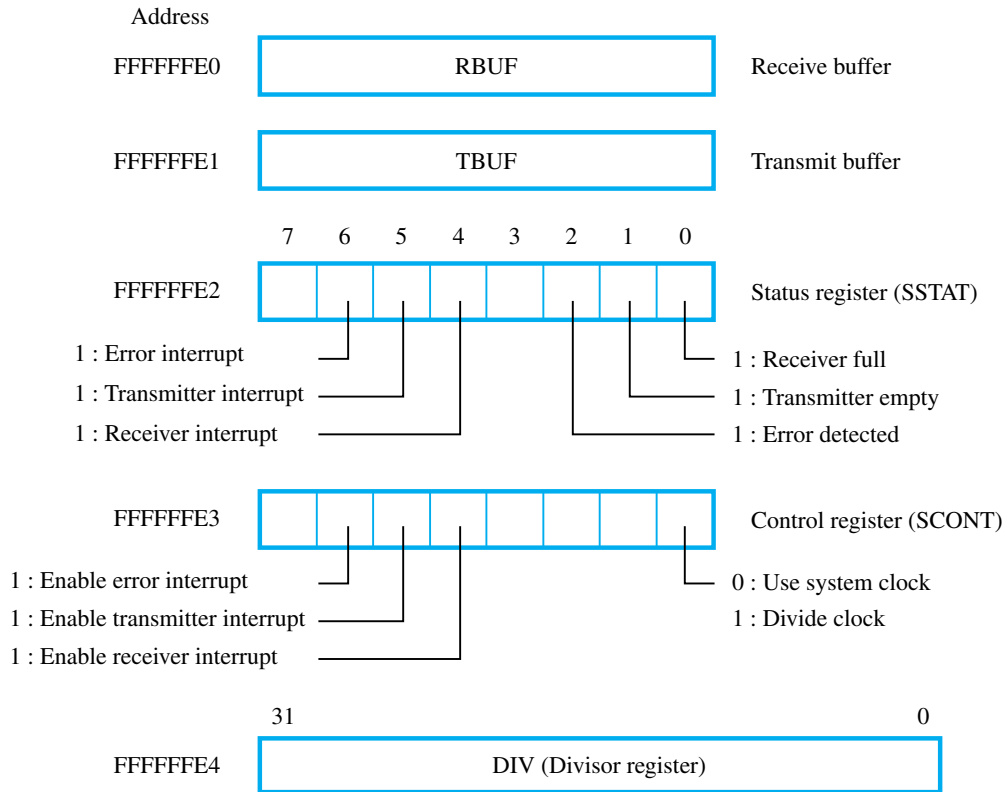 Address
FFFFFFE0 RBUF Receive buffer
FFFFFFE1 TBUF Transmit buffer
7 6 5 4 3 2 1 0
FFFFFFE2 Status register (SSTAT)
1 : Error interrupt 1 : Receiver full
1 : Transmitter interrupt 1 : Transmitter empty
1 : Receiver interrupt 1 : Error detected
FFFFFFE3 Control register (SCONT)
1 : Enable error interrupt 0 : Use system clock
1 : Enable transmitter interrupt 1 : Divide clock
1 : Enable receiver interrupt
31 0
FFFFFFE4 DIV (Divisor register)